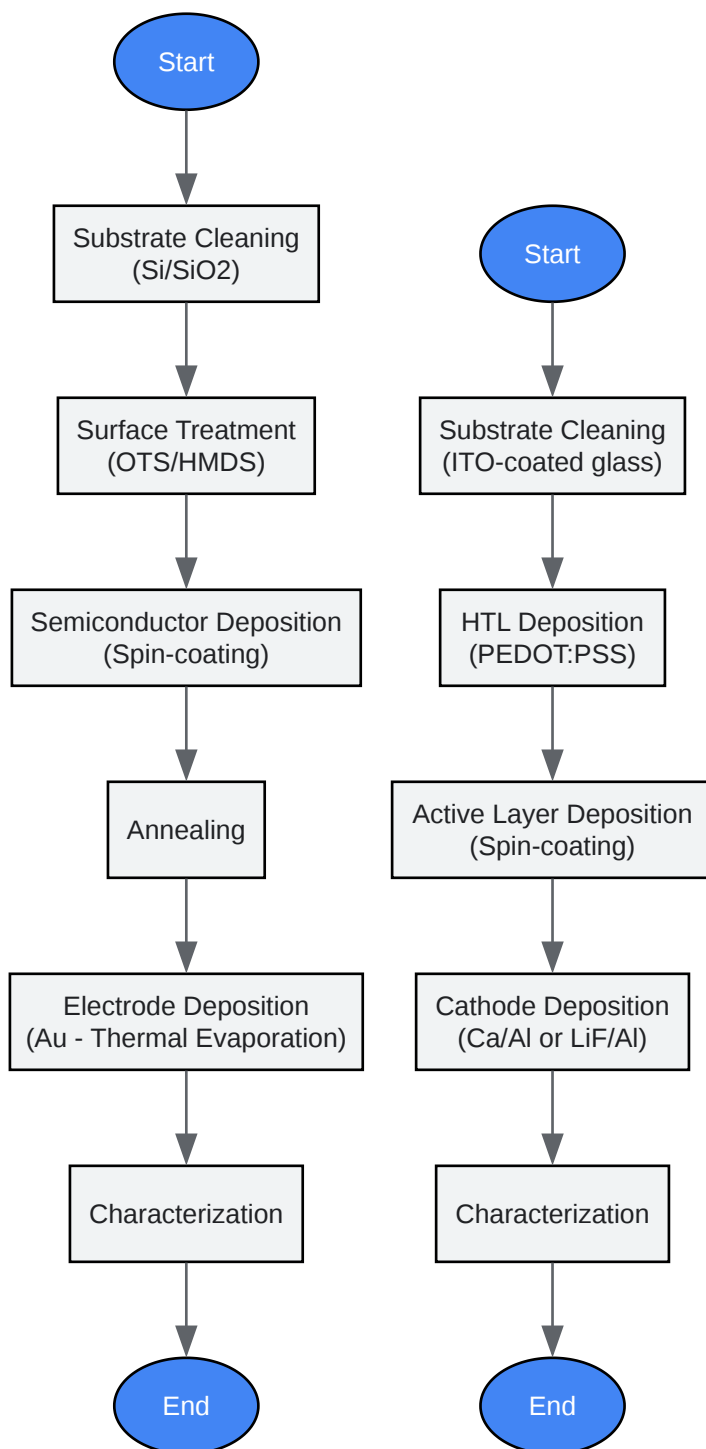 Start
Substrate Cleaning
(Si/SiO2)
Surface Treatment
(OTS/HMDS)
Semiconductor Deposition
(Spin-coating)
Annealing
Electrode Deposition
(Au - Thermal Evaporation)
Characterization
End
Start
Substrate Cleaning
(ITO-coated glass)
HTL Deposition
(PEDOT:PSS)
Active Layer Deposition
(Spin-coating)
Cathode Deposition
(Ca/Al or LiF/Al)
Characterization
End